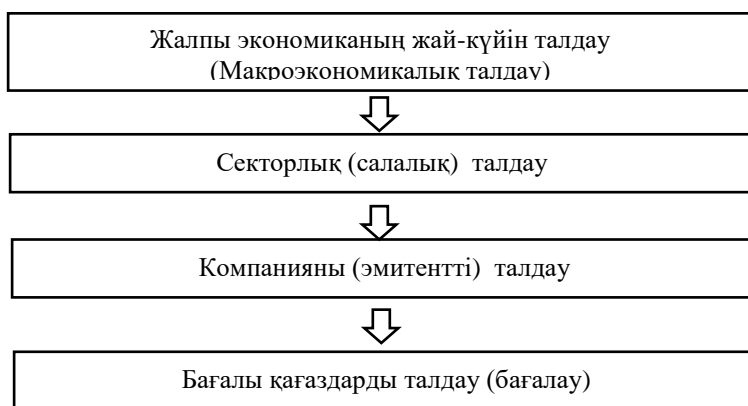 Жалпы экономиканың жай-күйін талдау
(Макроэкономикалық талдау)
Секторлық (салалық) талдау
Компанияны (эмитентті) талдау
Бағалы қағаздарды талдау (бағалау)